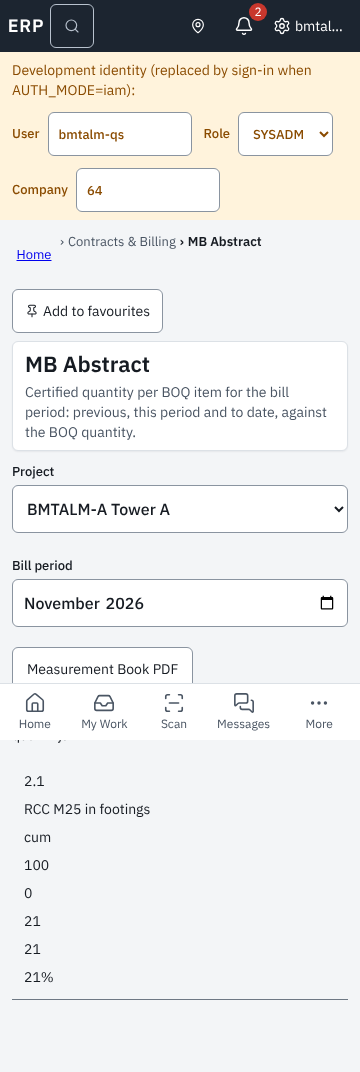 ERP
2
bmtal...
Development identity (replaced by sign-in when
AUTH_MODE=iam):
User
bmtalm-qs
Role
SYSADM
Company
64
Home
› Contracts & Billing › MB Abstract
Add to favourites
MB Abstract
Certified quantity per BOQ item for the bill
period: previous, this period and to date, against
the BOQ quantity.
Project
BMTALM-A Tower A
Bill period
November 2026
Measurement Book PDF
Home
My Work
Scan
Messages
More
2.1
RCC M25 in footings
cum
100
0
21
21
21%